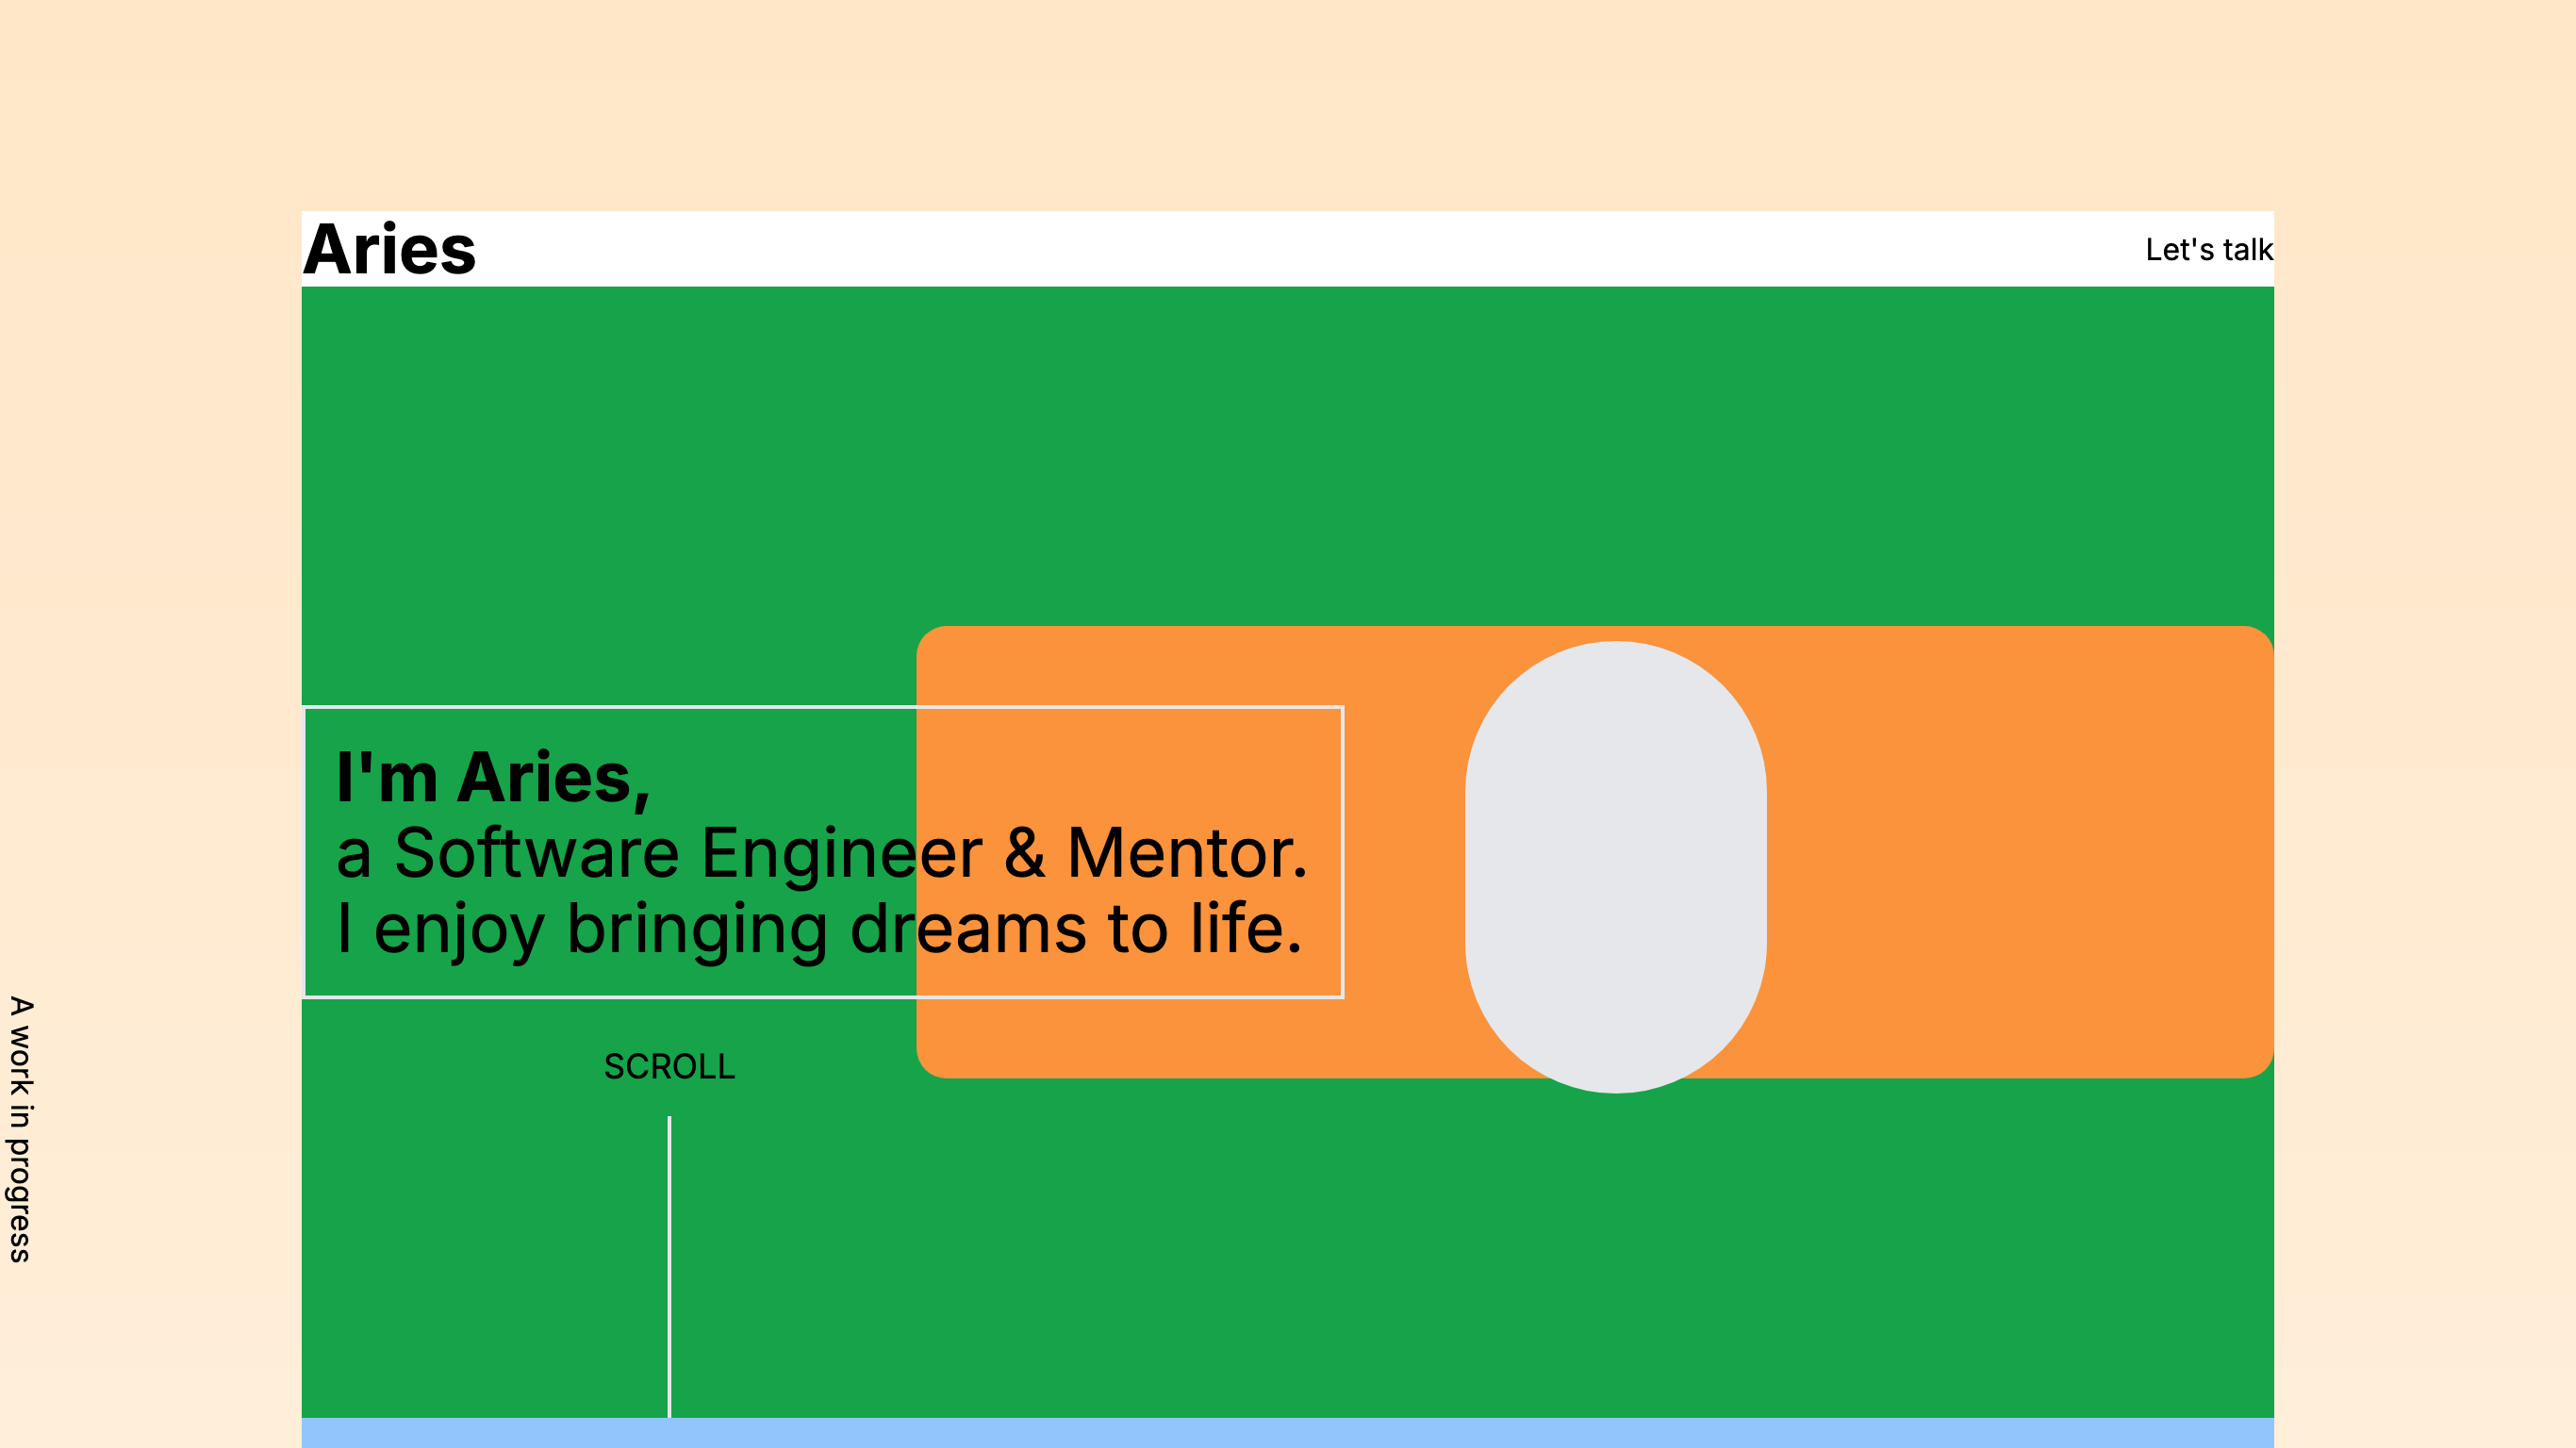 Aries
Let's talk
I'm Aries,
a Software Engineer & Mentor.
I enjoy bringing dreams to life.
SCROLL
A work in progress